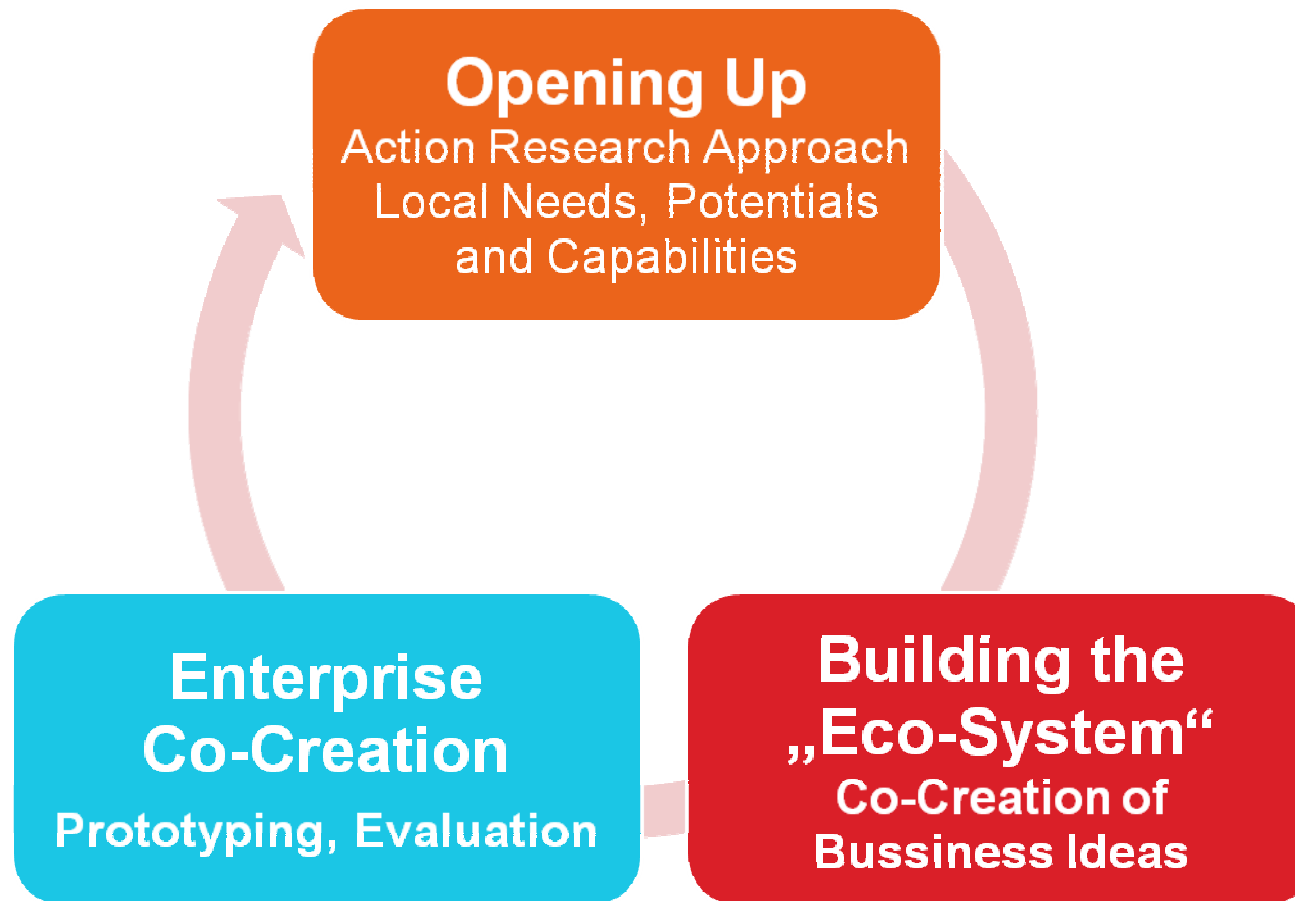 Opening Up
Action Research Approach
Local Needs, Potentials
and Capabilities
Enterprise
Co-Creation
Prototyping, Evaluation
Building the
„Eco-System“
Co-Creation of
Bussiness Ideas